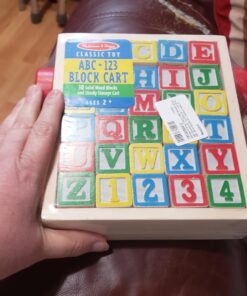 Melissa & Doug
CLASSIC TOY
ABC•123
BLOCK CART
30 Solid Wood Blocks
and Sturdy Storage Cart
AGES 2+
C D E
H I J
M O
P Q R T
U V W X Y
Z 1 2 3 4